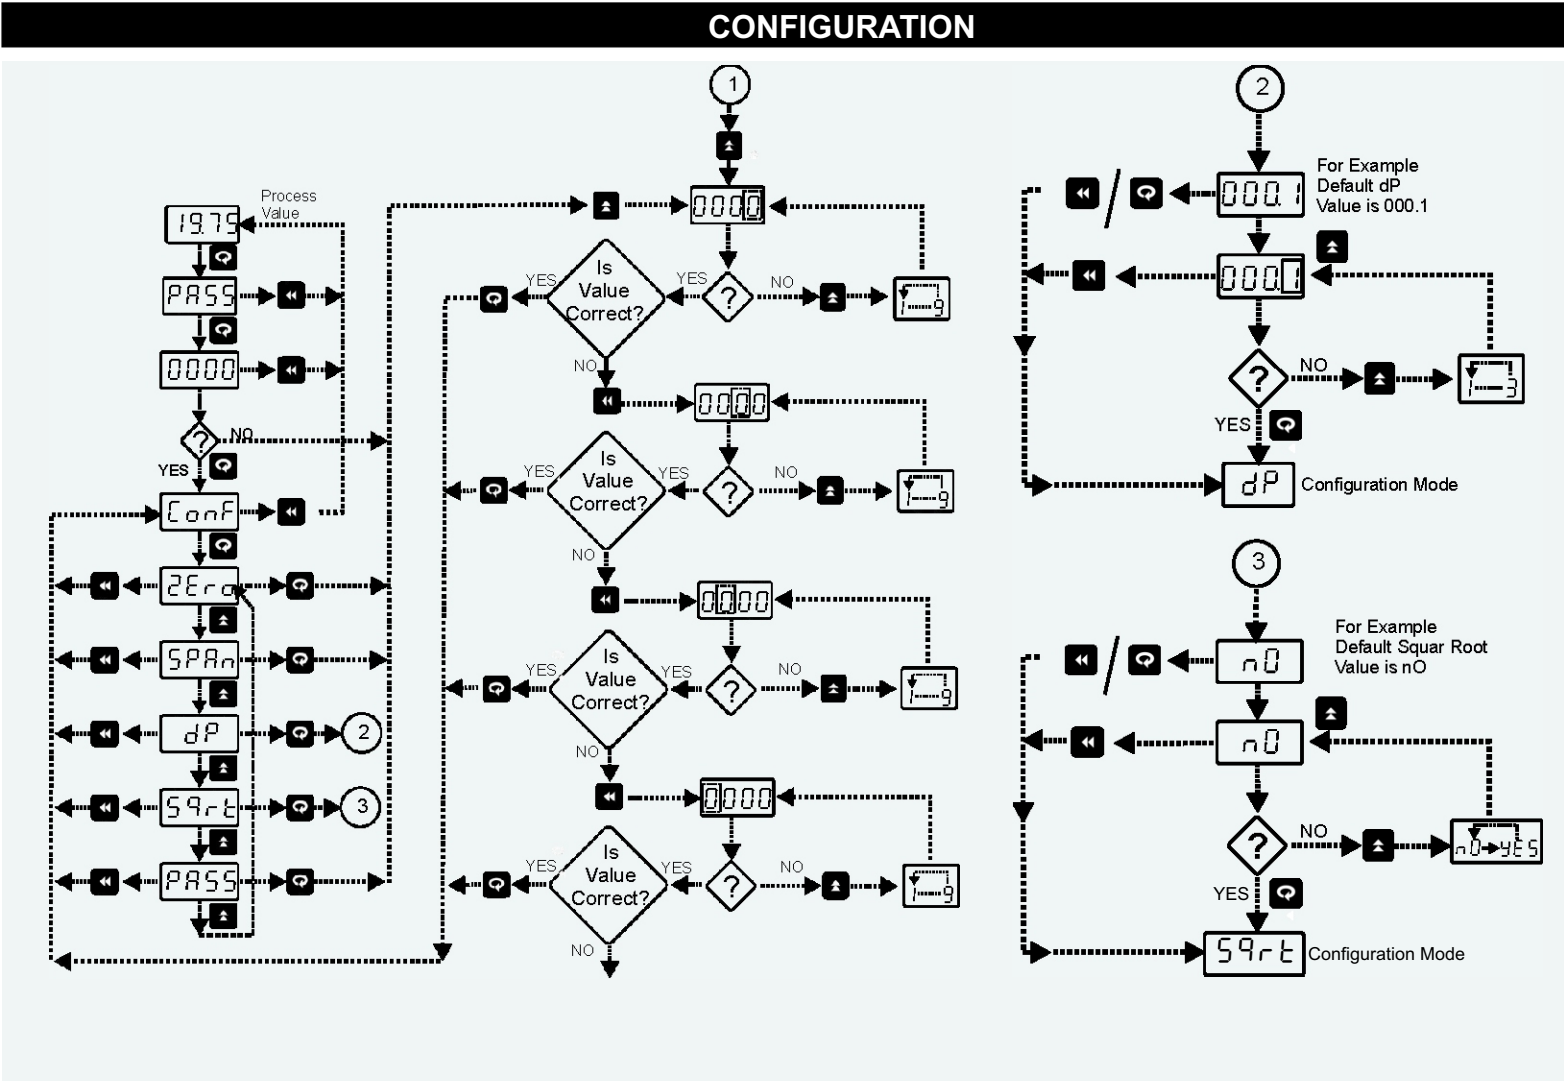 CONFIGURATION
Process
Value
19.75
PASS
0000
?
NO
YES
ConF
ZEro
SPAn
dP
2
Sqrt
3
PASS
1
0000
Is
Value
Correct?
YES
YES
?
NO
1----9
NO
0000
Is
Value
Correct?
YES
YES
?
NO
1----9
NO
0000
Is
Value
Correct?
YES
YES
?
NO
1----9
NO
0000
Is
Value
Correct?
YES
YES
?
NO
1----9
NO
2
For Example
Default dP
Value is 000.1
/
000.1
000.1
?
NO
1----3
YES
dP
Configuration Mode
3
For Example
Default Squar Root
Value is nO
/
nO
nO
?
NO
nO→YES
YES
Sqrt
Configuration Mode